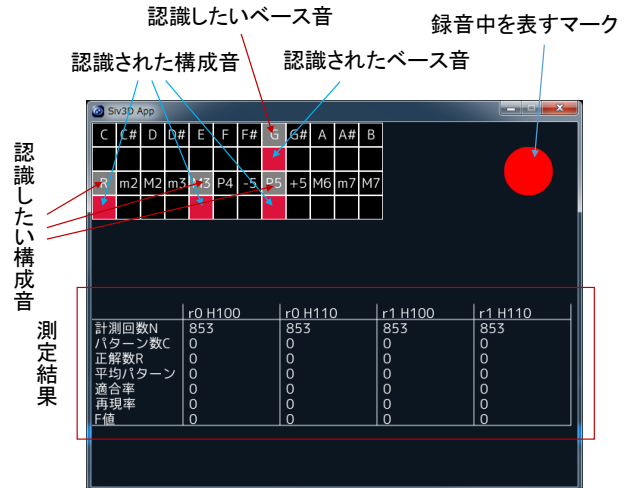 認識したいベース音
録音中を表すマーク
認識された構成音
認識されたベース音
Siv3D App
C C# D D# E F F# G G# A A# B
R m2 M2 m3 M3 P4 -5 P5 +5 M6 m7 M7
認識したい構成音
測定結果
r0 H100 r0 H110 r1 H100 r1 H110
計測回数N 853 853 853 853
パターン数C 0 0 0 0
正解数R 0 0 0 0
平均パターン 0 0 0 0
適合率 0 0 0 0
再現率 0 0 0 0
F値 0 0 0 0